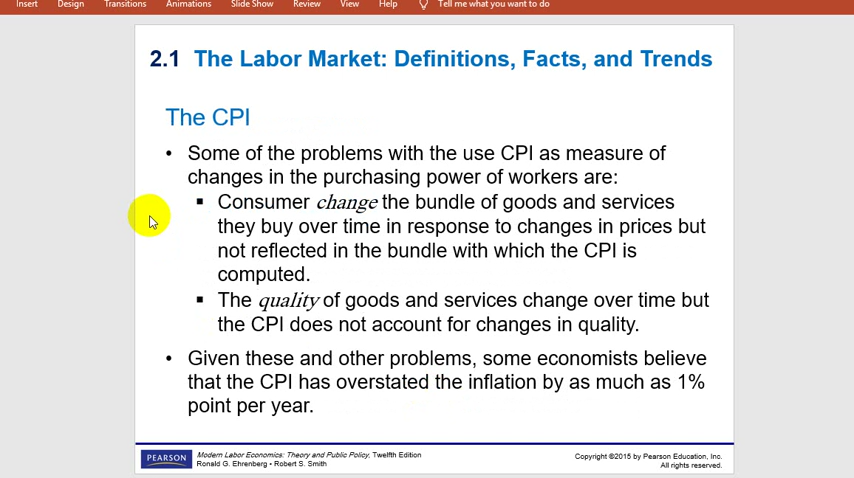 Insert Design Transitions Animations Slide Show Review View Help Tell me what you want to do
2.1 The Labor Market: Definitions, Facts, and Trends
The CPI
• Some of the problems with the use CPI as measure of
changes in the purchasing power of workers are:
▪ Consumer change the bundle of goods and services
they buy over time in response to changes in prices but
not reflected in the bundle with which the CPI is
computed.
▪ The quality of goods and services change over time but
the CPI does not account for changes in quality.
• Given these and other problems, some economists believe
that the CPI has overstated the inflation by as much as 1%
point per year.
PEARSON
Modern Labor Economics: Theory and Public Policy, Twelfth Edition
Ronald G. Ehrenberg • Robert S. Smith
Copyright ©2015 by Pearson Education, Inc.
All rights reserved.